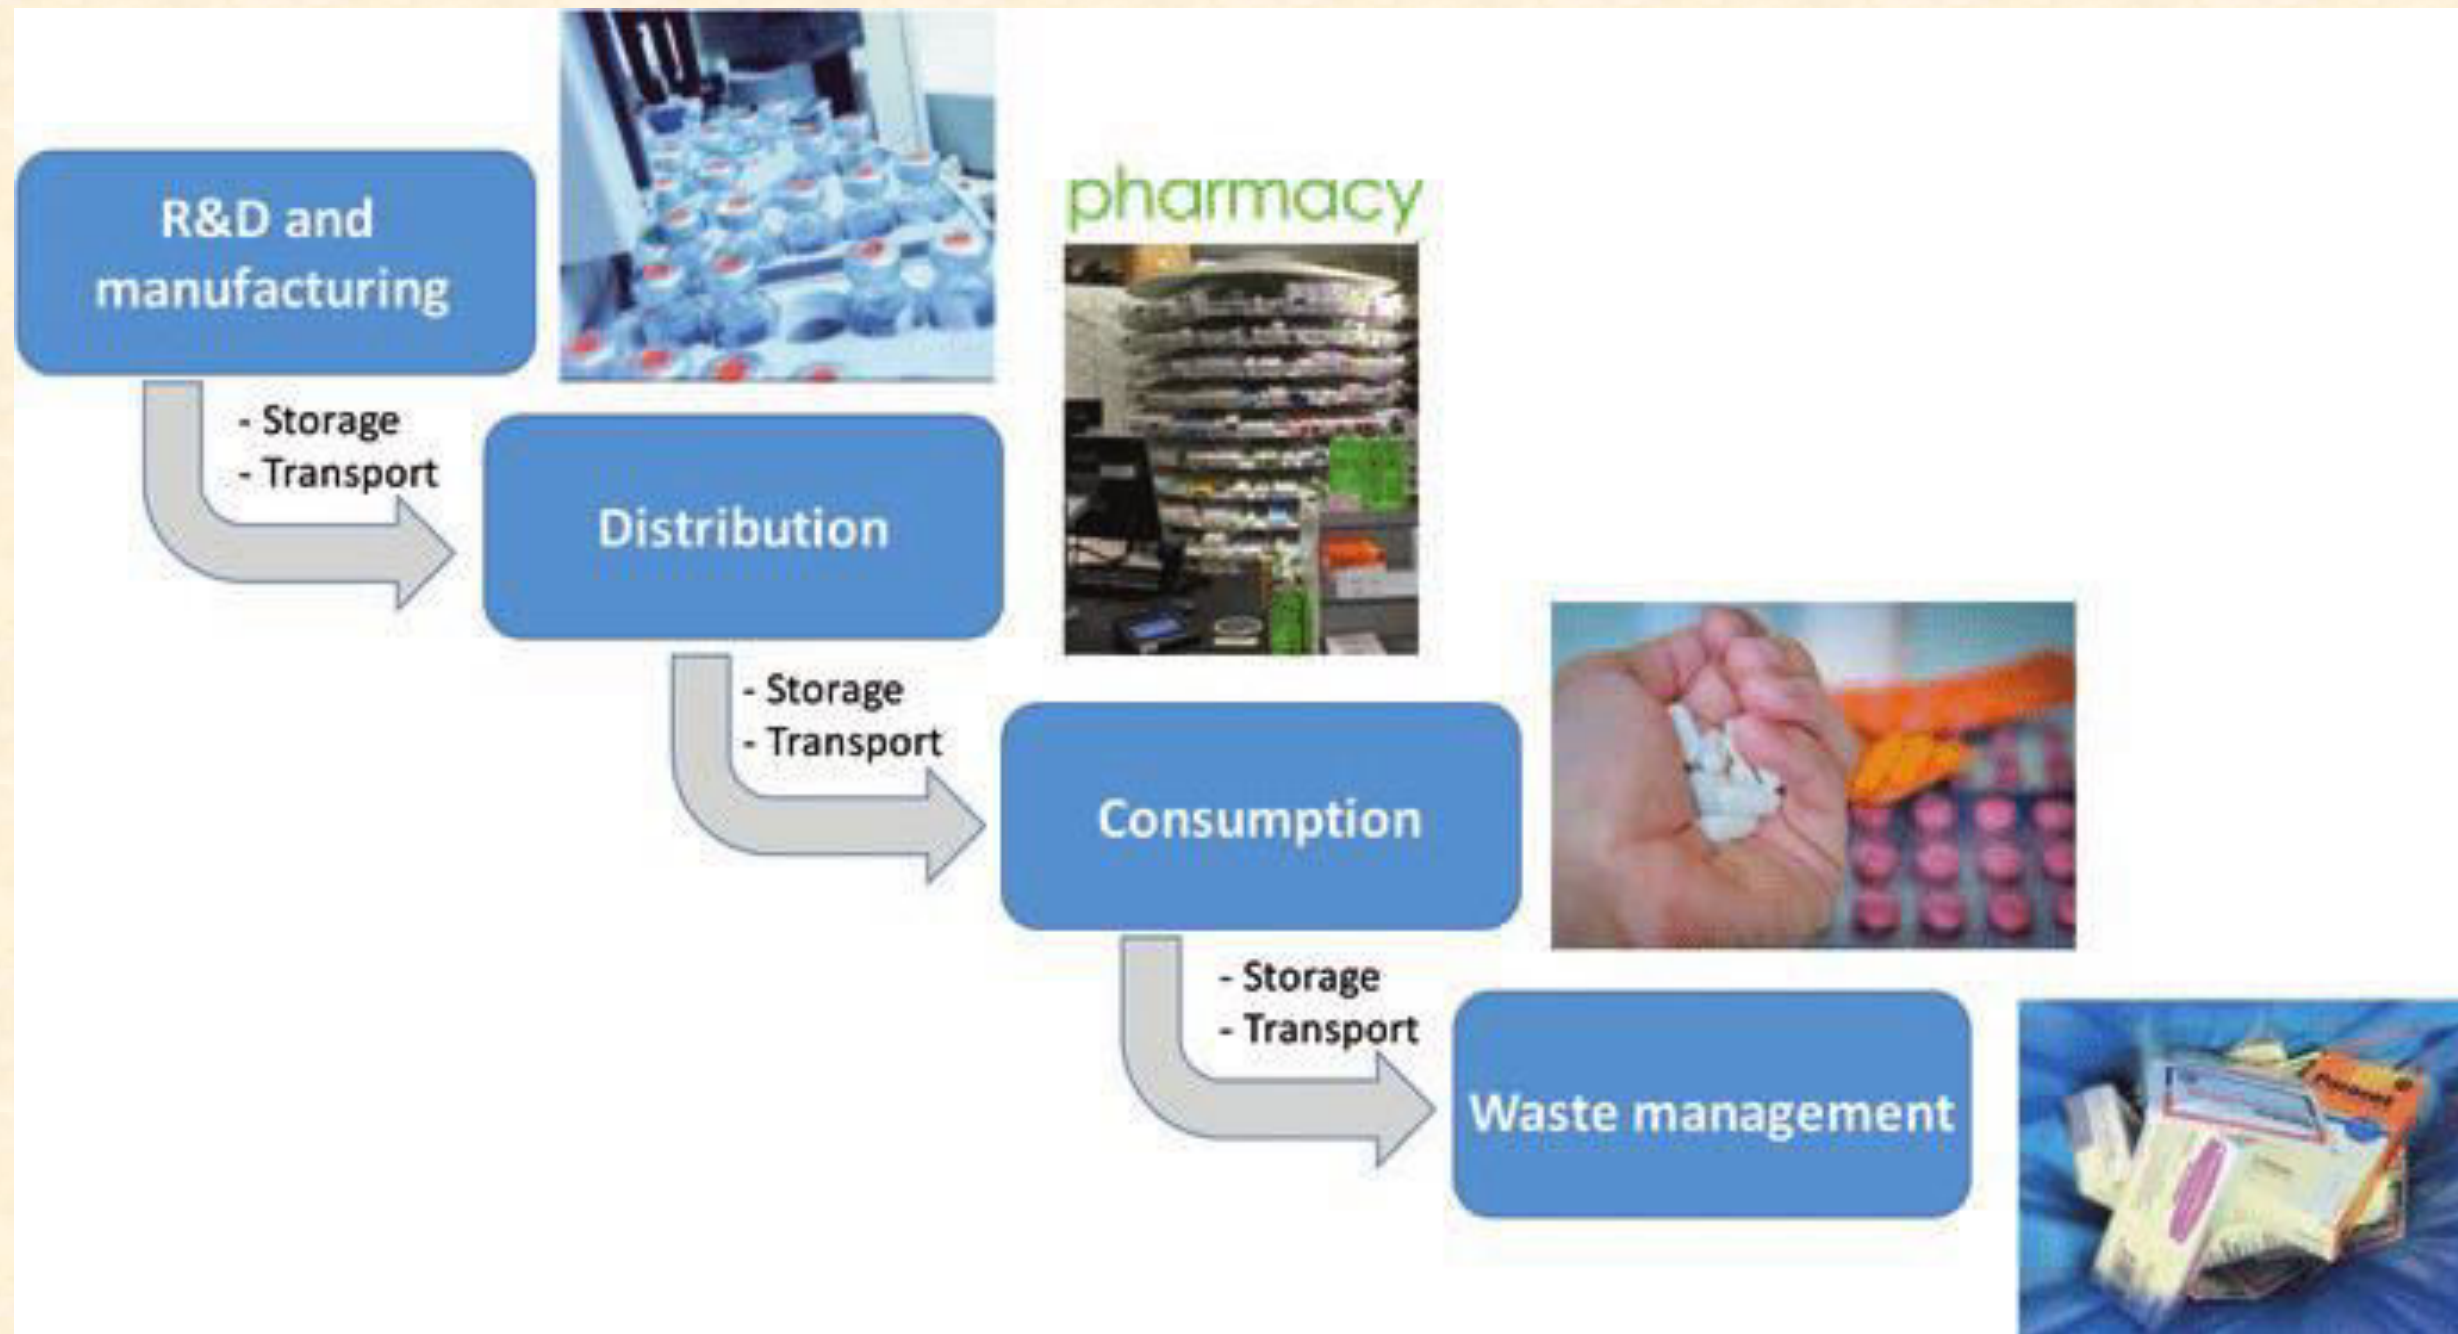 R&D and
manufacturing
- Storage
- Transport
pharmacy
Distribution
- Storage
- Transport
Consumption
- Storage
- Transport
Waste management